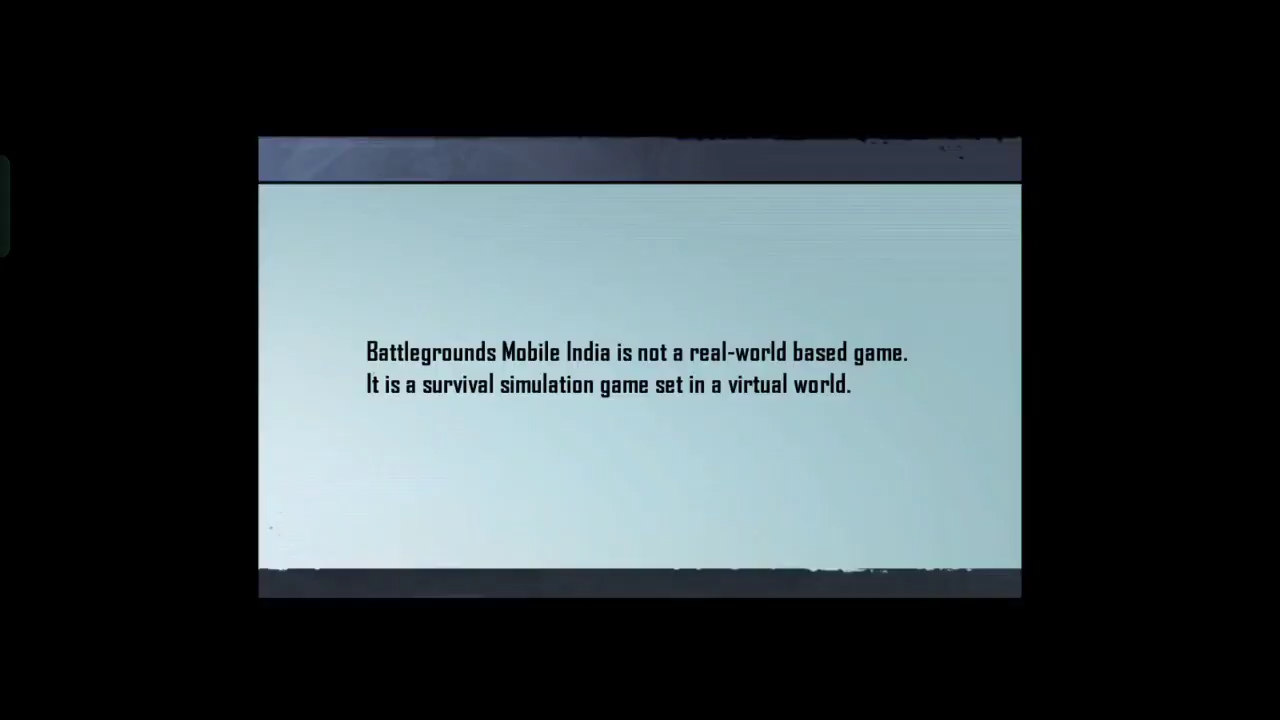 Battlegrounds Mobile India is not a real-world based game.
It is a survival simulation game set in a virtual world.